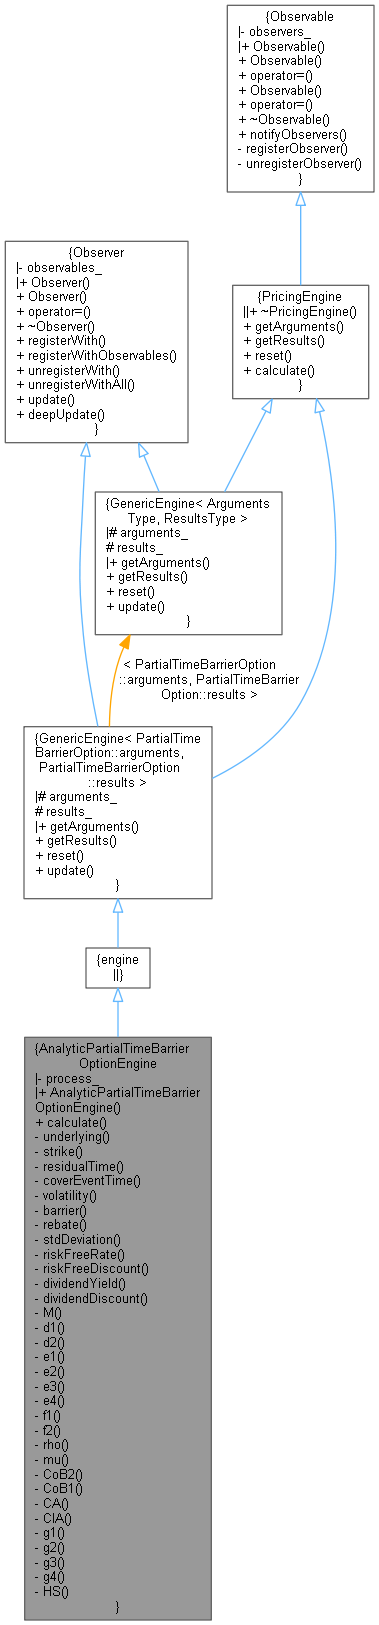 {Observable
|- observers_
|+ Observable()
+ Observable()
+ operator=()
+ Observable()
+ operator=()
+ ~Observable()
+ notifyObservers()
- registerObserver()
- unregisterObserver()
}
{Observer
|- observables_
|+ Observer()
+ Observer()
+ operator=()
+ ~Observer()
+ registerWith()
+ registerWithObservables()
+ unregisterWith()
+ unregisterWithAll()
+ update()
+ deepUpdate()
}
{PricingEngine
||+ ~PricingEngine()
+ getArguments()
+ getResults()
+ reset()
+ calculate()
}
{GenericEngine< Arguments
Type, ResultsType >
|# arguments_
# results_
|+ getArguments()
+ getResults()
+ reset()
+ update()
}
< PartialTimeBarrierOption
::arguments, PartialTimeBarrier
Option::results >
{GenericEngine< PartialTime
BarrierOption::arguments,
PartialTimeBarrierOption
::results >
|# arguments_
# results_
|+ getArguments()
+ getResults()
+ reset()
+ update()
}
{engine
||}
{AnalyticPartialTimeBarrier
OptionEngine
|- process_
|+ AnalyticPartialTimeBarrier
OptionEngine()
+ calculate()
- underlying()
- strike()
- residualTime()
- coverEventTime()
- volatility()
- barrier()
- rebate()
- stdDeviation()
- riskFreeRate()
- riskFreeDiscount()
- dividendYield()
- dividendDiscount()
- M()
- d1()
- d2()
- e1()
- e2()
- e3()
- e4()
- f1()
- f2()
- rho()
- mu()
- CoB2()
- CoB1()
- CA()
- CIA()
- g1()
- g2()
- g3()
- g4()
- HS()
}